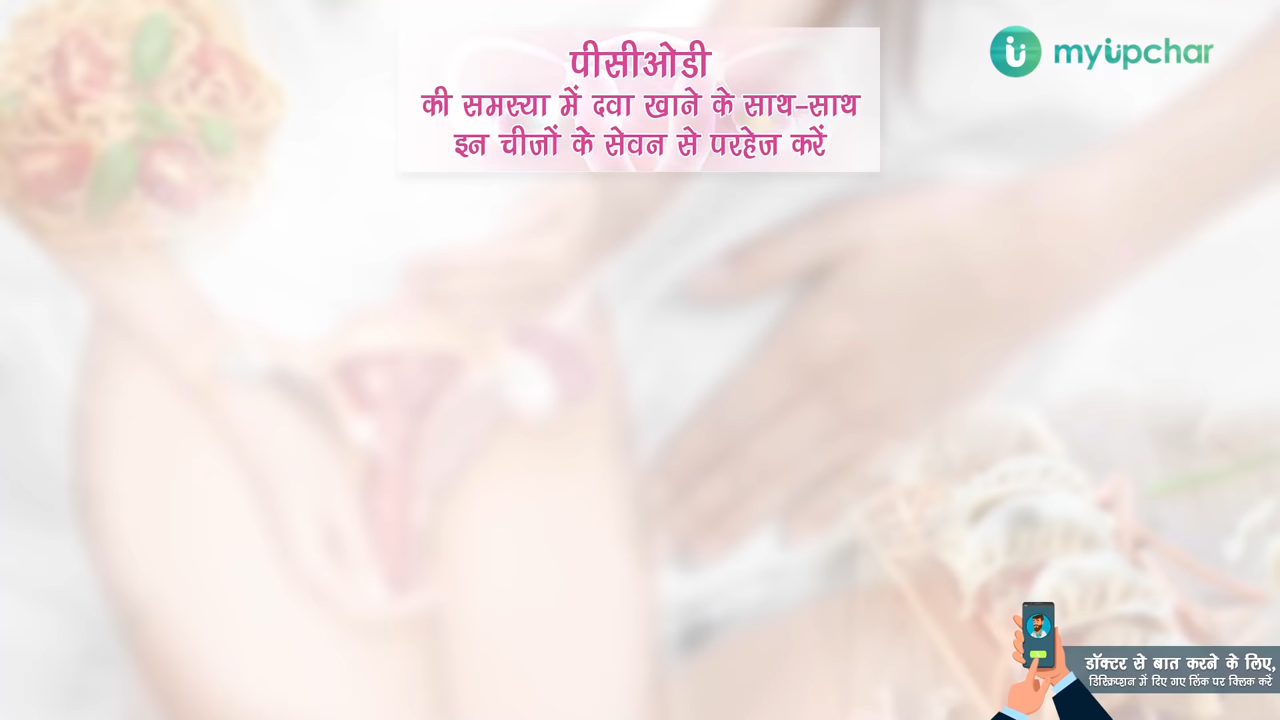 पीसीओडी
की समस्या में दवा खाने के साथ-साथ
इन चीजों के सेवन से परहेज करें
myupchar
डॉक्टर से बात करने के लिए,
डिस्क्रिप्शन में दिए गए लिंक पर क्लिक करें